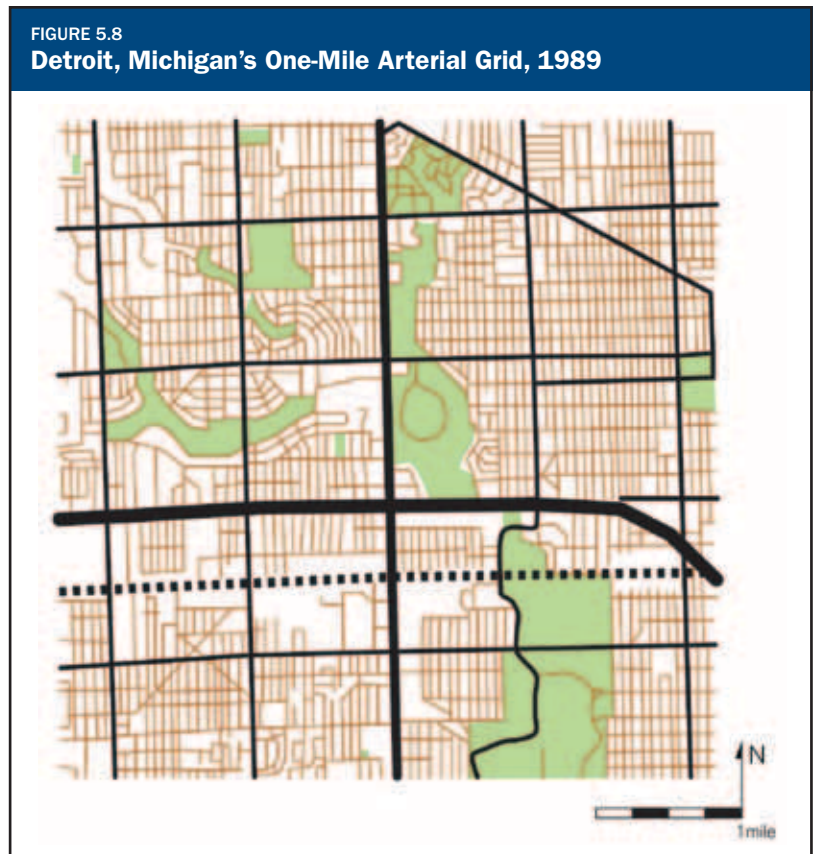 FIGURE 5.8
Detroit, Michigan’s One-Mile Arterial Grid, 1989
N
1mile